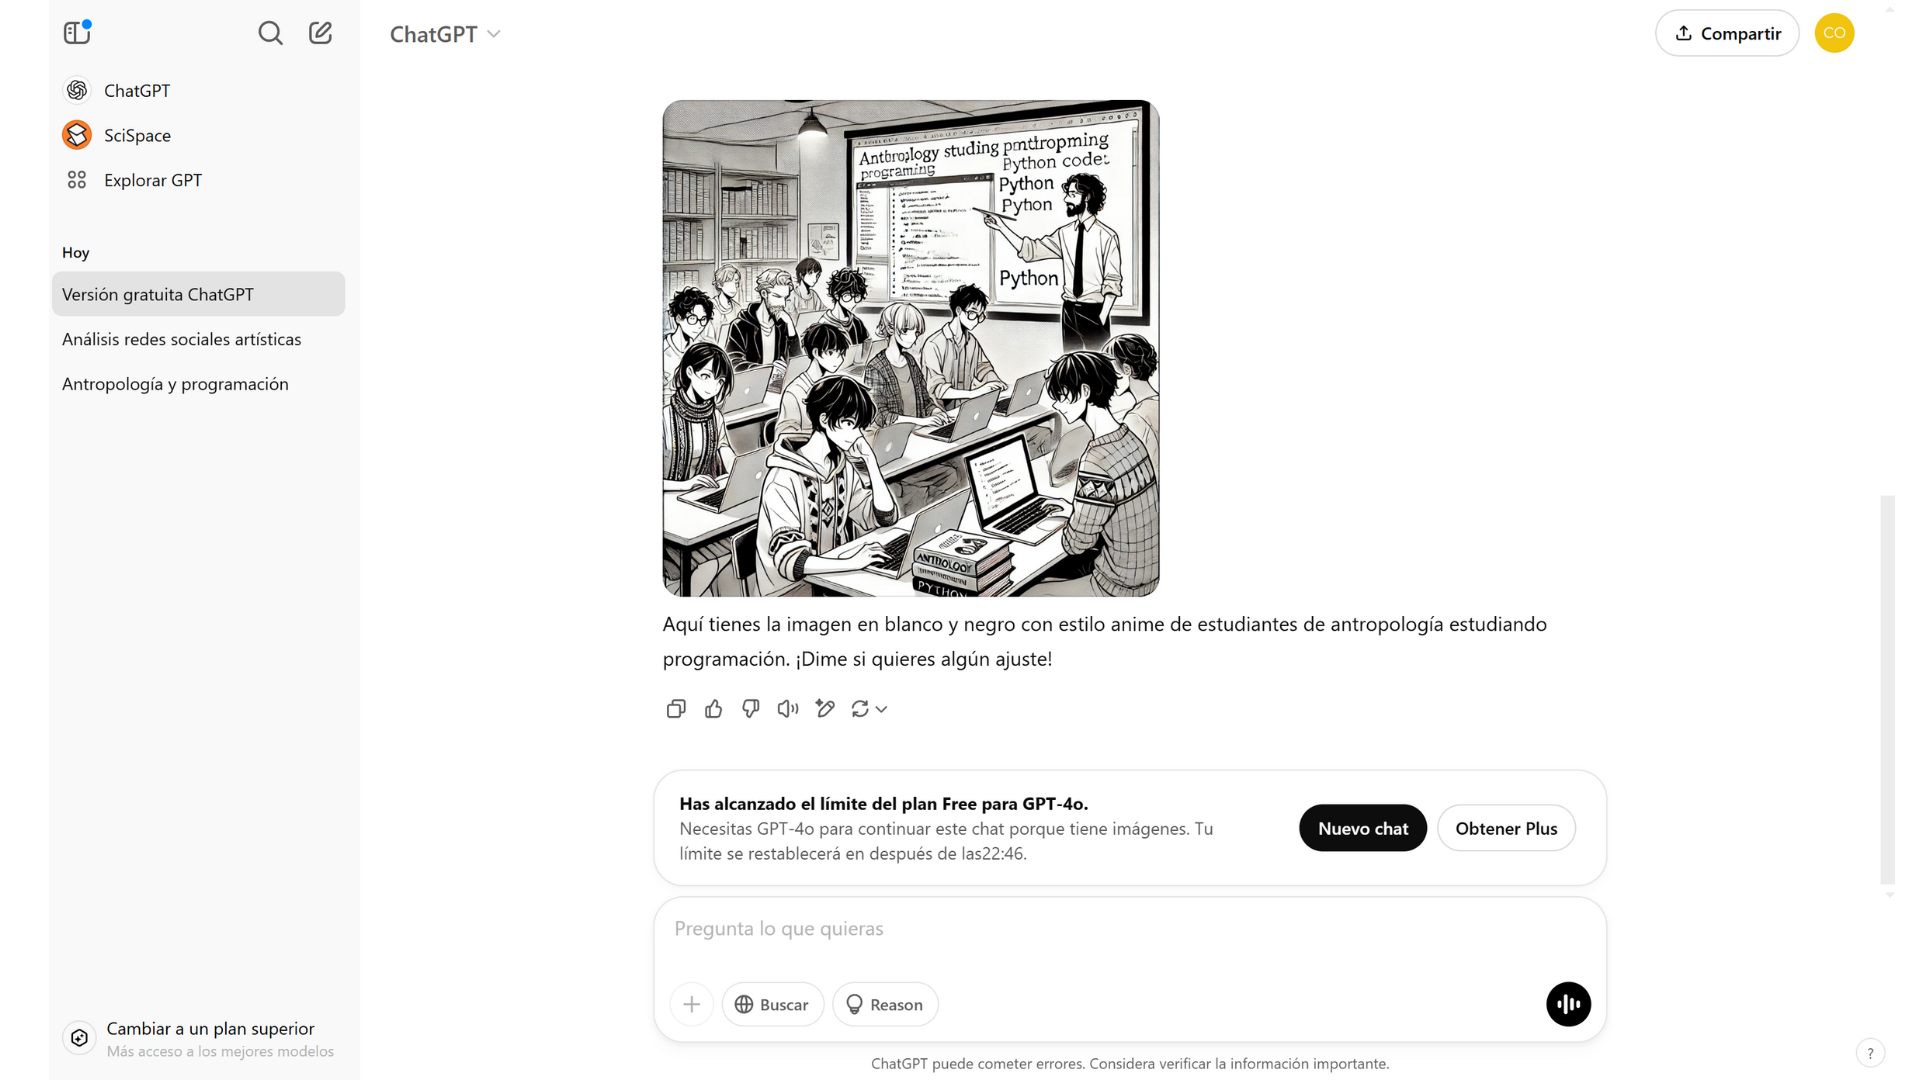 ChatGPT
SciSpace
Explorar GPT
Hoy
Versión gratuita ChatGPT
Análisis redes sociales artísticas
Antropología y programación
Cambiar a un plan superior
Más acceso a los mejores modelos
ChatGPT
Compartir
CO
studing
Python code:
Python
Python
Python
PYTHON
Aquí tienes la imagen en blanco y negro con estilo anime de estudiantes de antropología estudiando
programación. ¡Dime si quieres algún ajuste!
Has alcanzado el límite del plan Free para GPT-4o.
Necesitas GPT-4o para continuar este chat porque tiene imágenes. Tu
límite se restablecerá en después de las22:46.
Nuevo chat
Obtener Plus
Pregunta lo que quieras
Buscar
Reason
ChatGPT puede cometer errores. Considera verificar la información importante.
?